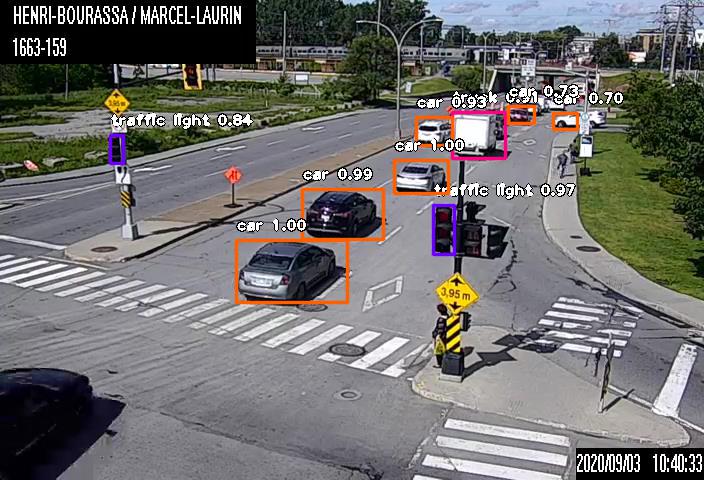 HENRI-BOURASSA / MARCEL-LAURIN
1663-159
car 0.73
car 0.93
car 0.70
traffic light 0.84
car 1.00
car 0.99
traffic light 0.97
car 1.00
3,95 m
3,95 m
2020/09/03 10:40:33